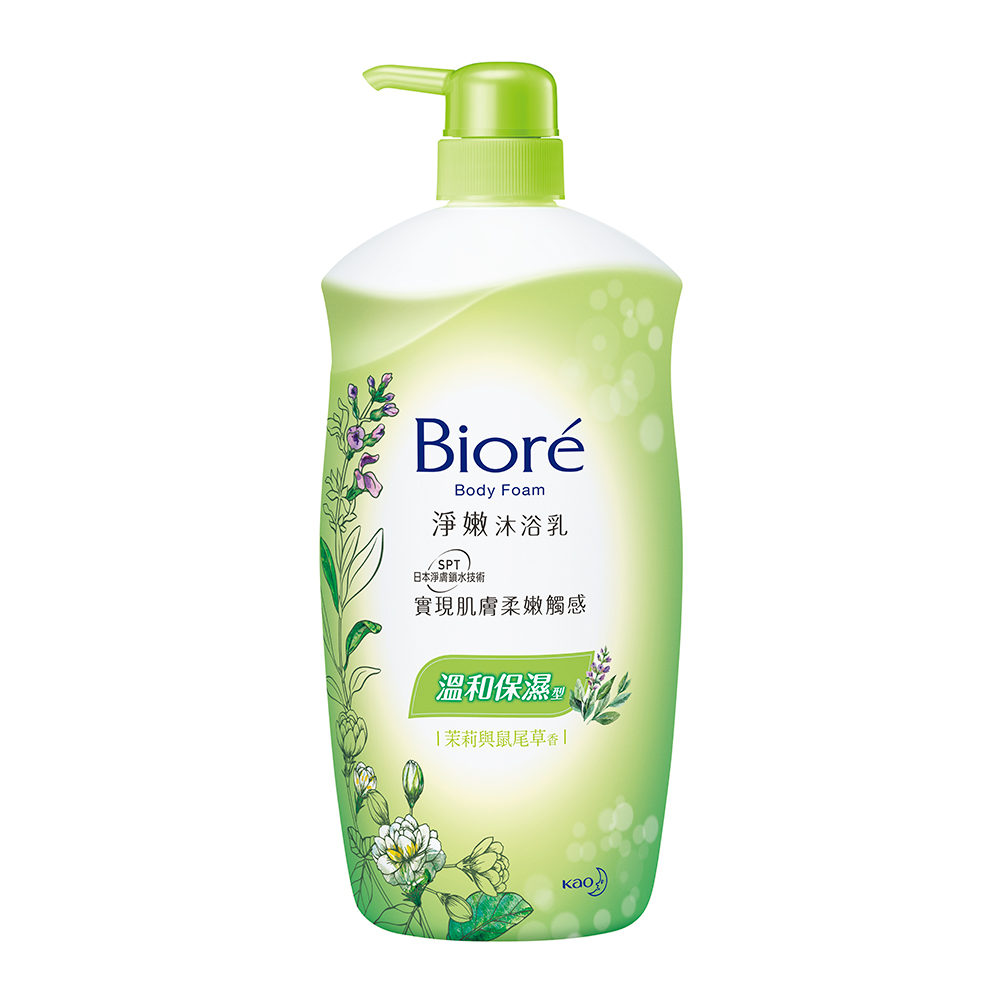 Bioré
Body Foam
淨嫩沐浴乳
SPT
日本淨膚鎖水技術
實現肌膚柔嫩觸感
溫和保濕型
茉莉與鼠尾草香
Kao